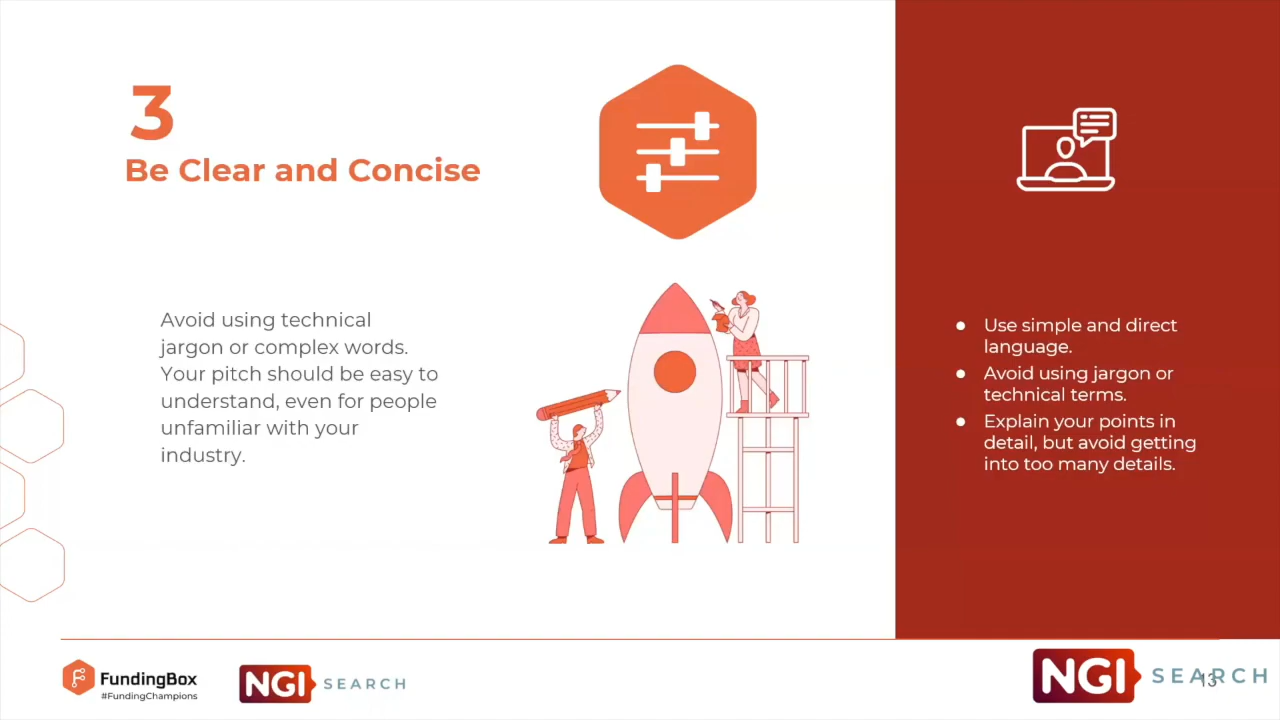 3
Be Clear and Concise
Avoid using technical
jargon or complex words.
Your pitch should be easy to
understand, even for people
unfamiliar with your
industry.
● Use simple and direct
language.
● Avoid using jargon or
technical terms.
● Explain your points in
detail, but avoid getting
into too many details.
FundingBox
#FundingChampions
NGI SEARCH
NGI SEARCH
13